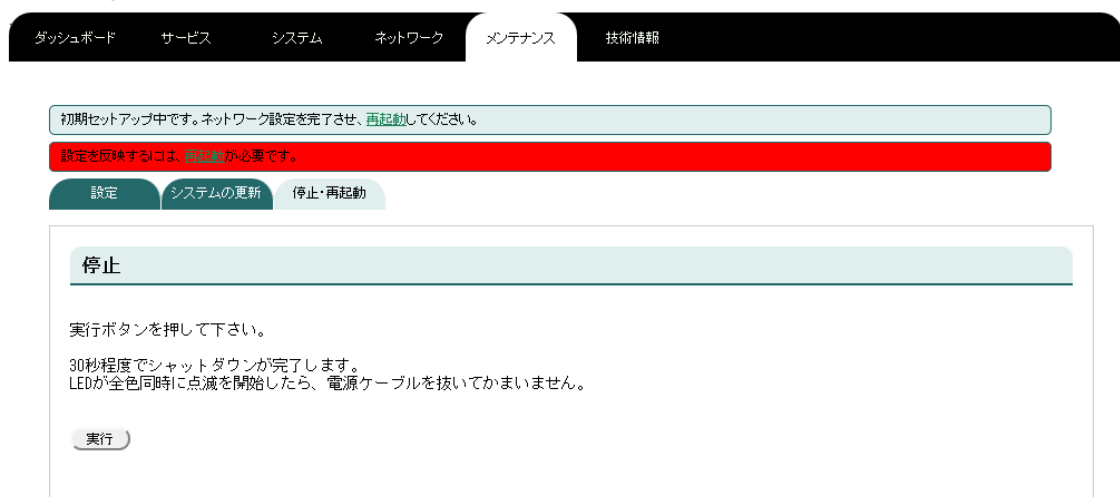 ダッシュボード サービス システム ネットワーク メンテナンス 技術情報
初期セットアップ中です。ネットワーク設定を完了させ、再起動してください。
設定を反映するには、再起動が必要です。
設定 システムの更新 停止・再起動
停止
実行ボタンを押して下さい。
30秒程度でシャットダウンが完了します。
LEDが全色同時に点滅を開始したら、電源ケーブルを抜いてかまいません。
実行